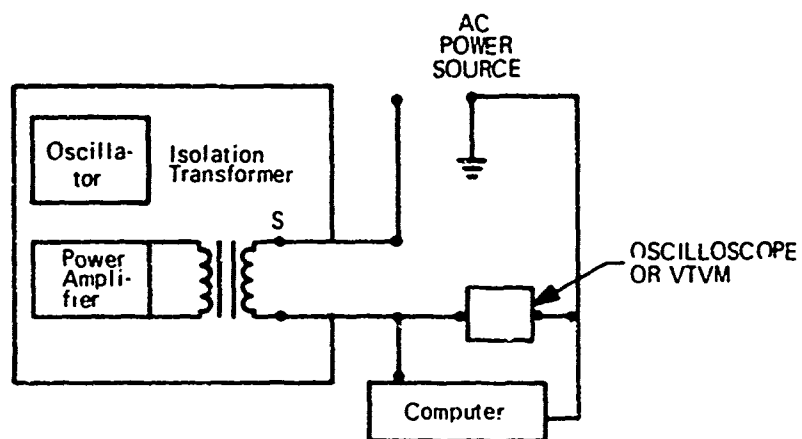 AC
POWER
SOURCE
Oscilla-
tor
Isolation
Transformer
S
Power
Ampli-
fier
OSCILLOSCOPE
OR VTVM
Computer